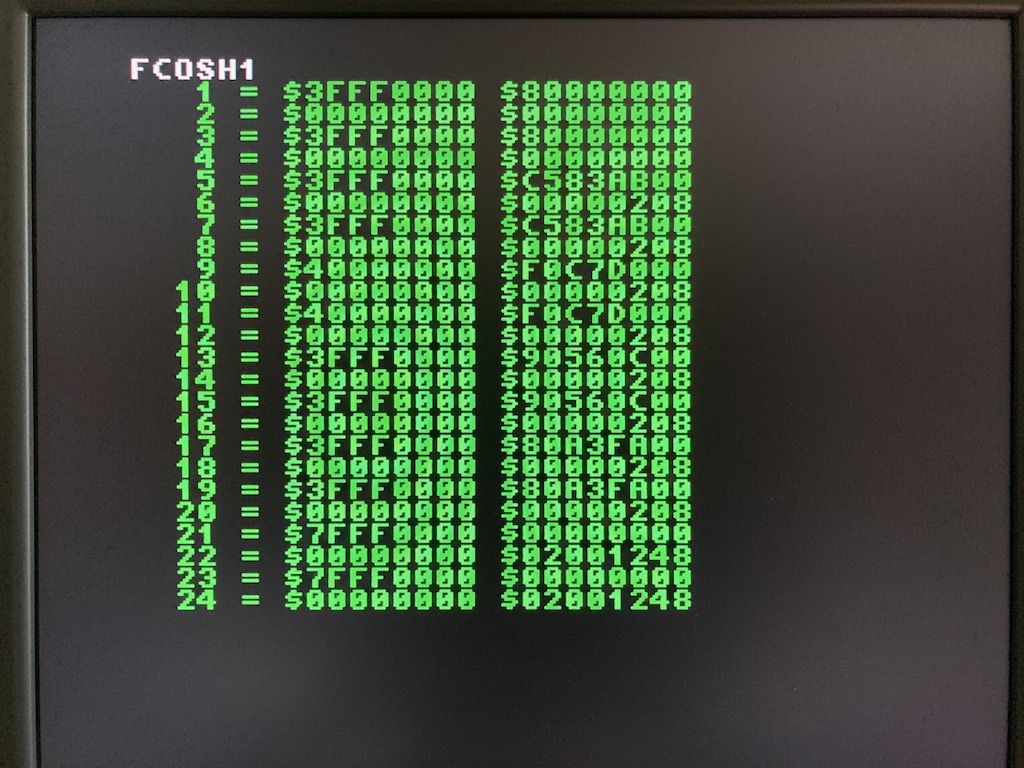 FCOSH1
1 = $3FFF0000 $80000000
2 = $00000000 $00000000
3 = $3FFF0000 $80000000
4 = $00000000 $00000000
5 = $3FFF0000 $C583AB00
6 = $00000000 $00000208
7 = $3FFF0000 $C583AB00
8 = $00000000 $00000208
9 = $40000000 $F0C7D000
10 = $00000000 $00000208
11 = $40000000 $F0C7D000
12 = $00000000 $00000208
13 = $3FFF0000 $90560C00
14 = $00000000 $00000208
15 = $3FFF0000 $90560C00
16 = $00000000 $00000208
17 = $3FFF0000 $80A3FA00
18 = $00000000 $00000208
19 = $3FFF0000 $80A3FA00
20 = $00000000 $00000208
21 = $7FFF0000 $00000000
22 = $00000000 $02001248
23 = $7FFF0000 $00000000
24 = $00000000 $02001248